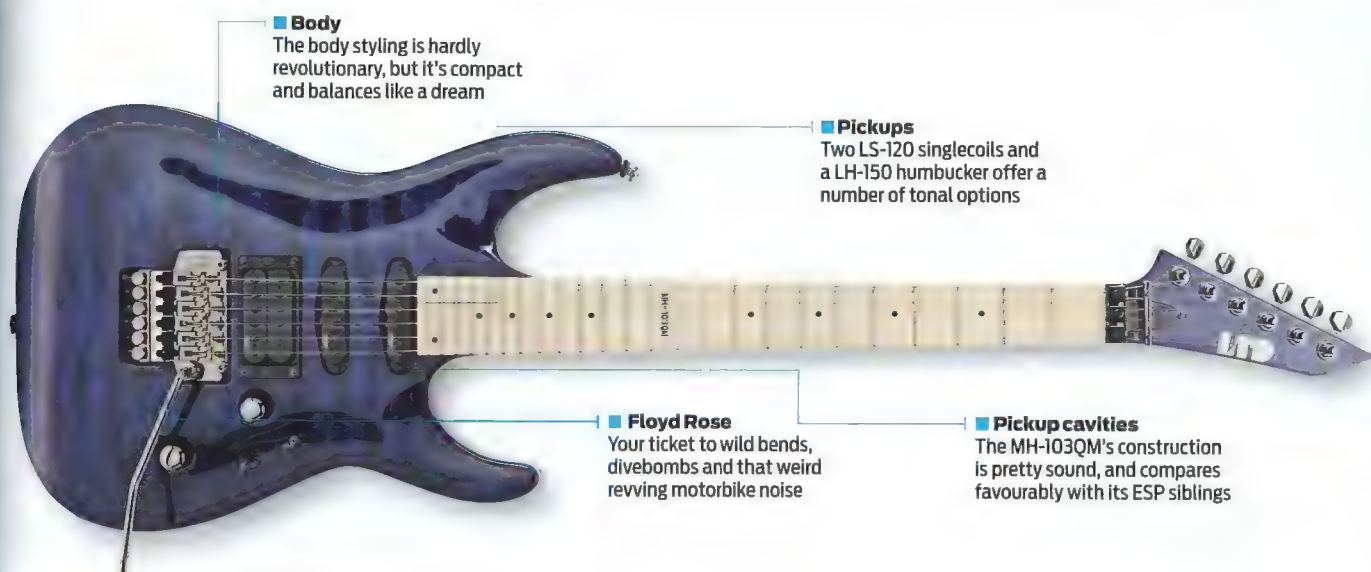 Body
The body styling is hardly
revolutionary, but it's compact
and balances like a dream
Pickups
Two LS-120 singlecoils and
a LH-150 humbucker offer a
number of tonal options
Floyd Rose
Your ticket to wild bends,
divebombs and that weird
revving motorbike noise
Pickup cavities
The MH-103QM's construction
is pretty sound, and compares
favourably with its ESP siblings